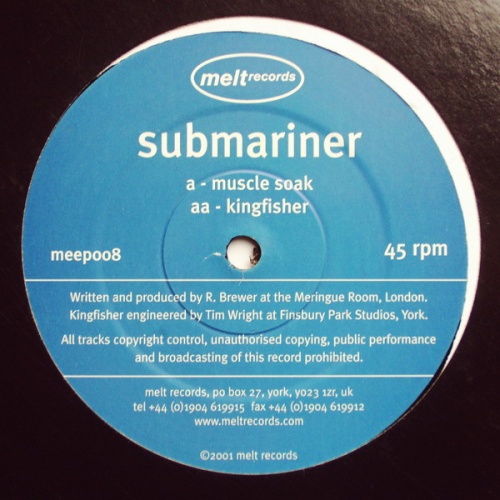 melt records
submariner
a - muscle soak
aa - kingfisher
meep008
45 rpm
Written and produced by R. Brewer at the Meringue Room, London.
Kingfisher engineered by Tim Wright at Finsbury Park Studios, York.
All tracks copyright control, unauthorised copying, public performance
and broadcasting of this record prohibited.
melt records, po box 27, york, yo23 1zr, uk
tel +44 (0)1904 619915 fax +44 (0)1904 619912
www.meltrecords.com
©2001 melt records